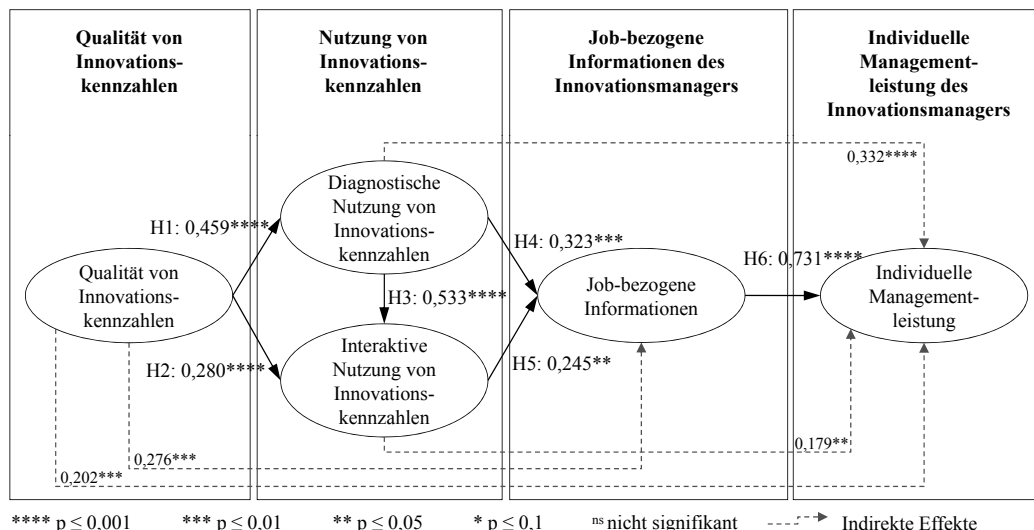 Qualität von
Innovations-
kennzahlen
Nutzung von
Innovations-
kennzahlen
Job-bezogene
Informationen des
Innovationsmanagers
Individuelle
Management-
leistung des
Innovationsmanagers
0,332****
Diagnostische
Nutzung von
Innovations-
kennzahlen
H1: 0,459****
H4: 0,323***
H6: 0,731****
Qualität von
Innovations-
kennzahlen
H3: 0,533****
Job-bezogene
Informationen
Individuelle
Management-
leistung
H2: 0,280****
Interaktive
Nutzung von
Innovations-
kennzahlen
H5: 0,245**
0,179**
0,276***
0,202***
**** p ≤ 0,001 *** p ≤ 0,01 ** p ≤ 0,05 * p ≤ 0,1 ns nicht signifikant Indirekte Effekte